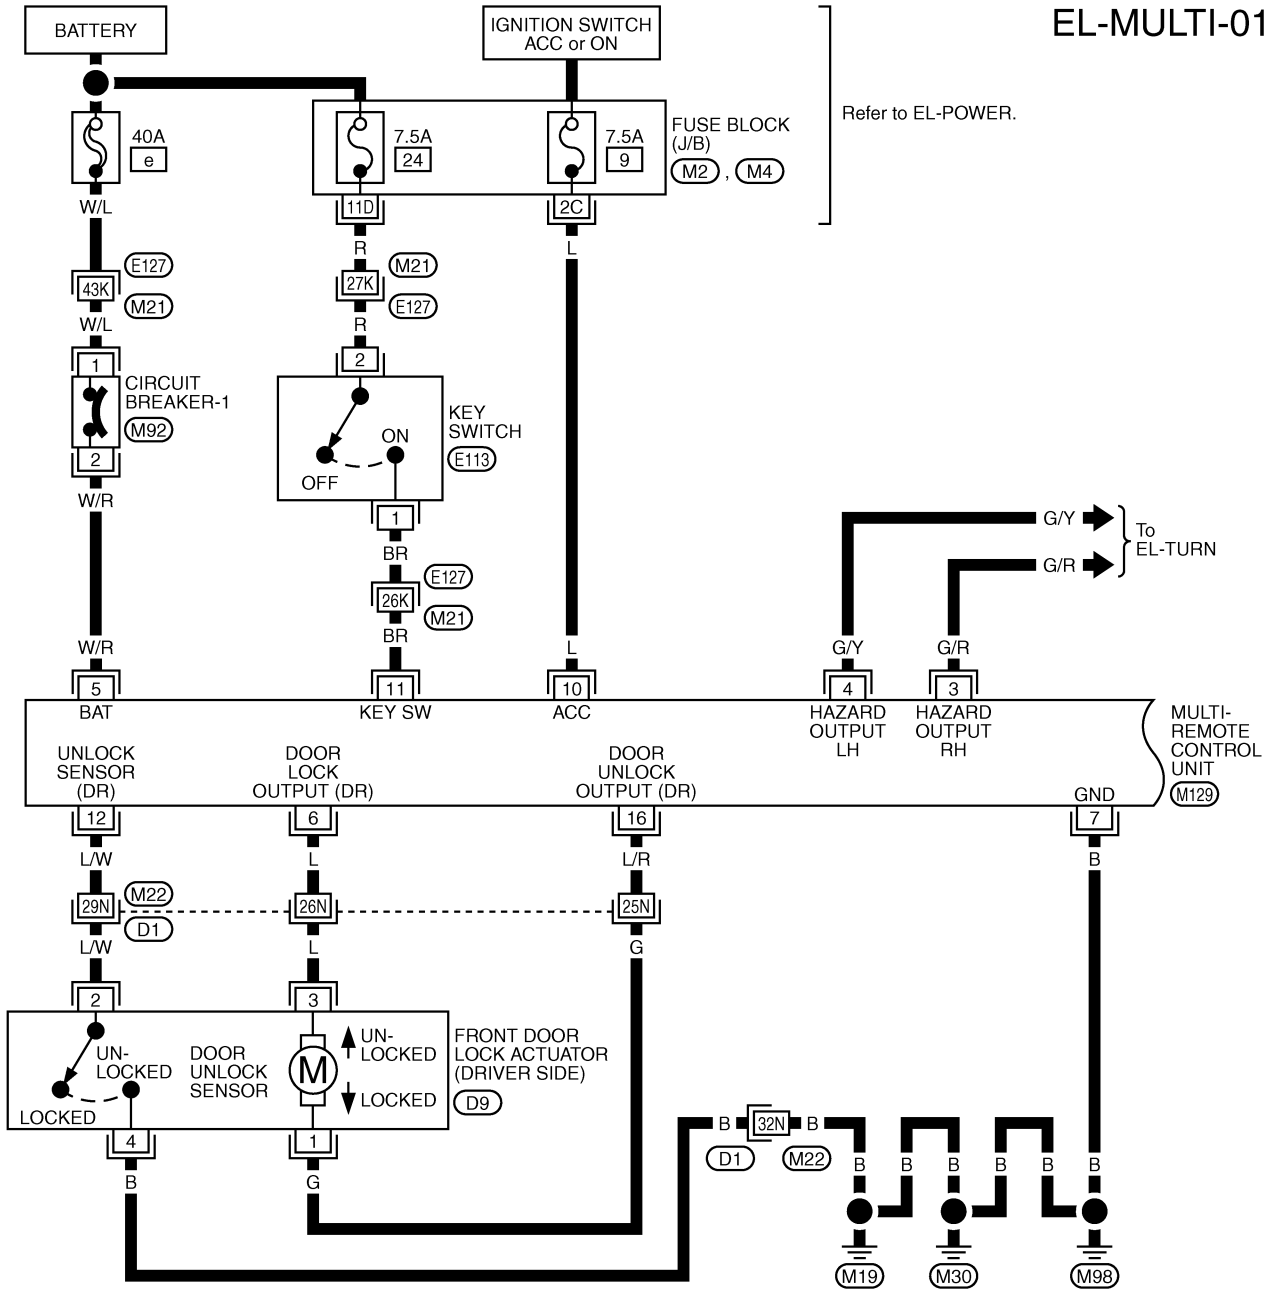 EL-MULTI-01
BATTERY
IGNITION SWITCH
ACC or ON
Refer to EL-POWER.
40A
e
7.5A
24
7.5A
9
FUSE BLOCK
(J/B)
M2 , M4
W/L
11D
2C
R
L
E127
43K
M21
M21
27K
E127
W/L
R
1
2
CIRCUIT
BREAKER-1
M92
2
KEY
SWITCH
E113
ON
OFF
W/R
1
BR
G/Y
G/R
To
EL-TURN
E127
26K
M21
BR
W/R
L
G/Y
G/R
5
11
10
4
3
BAT
KEY SW
ACC
HAZARD
OUTPUT
LH
HAZARD
OUTPUT
RH
MULTI-
REMOTE
CONTROL
UNIT
M129
UNLOCK
SENSOR
(DR)
DOOR
LOCK
OUTPUT (DR)
DOOR
UNLOCK
OUTPUT (DR)
GND
12
6
16
7
L/W
L
L/R
B
29N
M22
D1
26N
25N
L/W
L
G
2
3
UN-
LOCKED
LOCKED
DOOR
UNLOCK
SENSOR
M
UN-
LOCKED
LOCKED
FRONT DOOR
LOCK ACTUATOR
(DRIVER SIDE)
D9
4
1
B
G
B
32N
B
D1
M22
B
B
B
B
B
B
M19
M30
M98